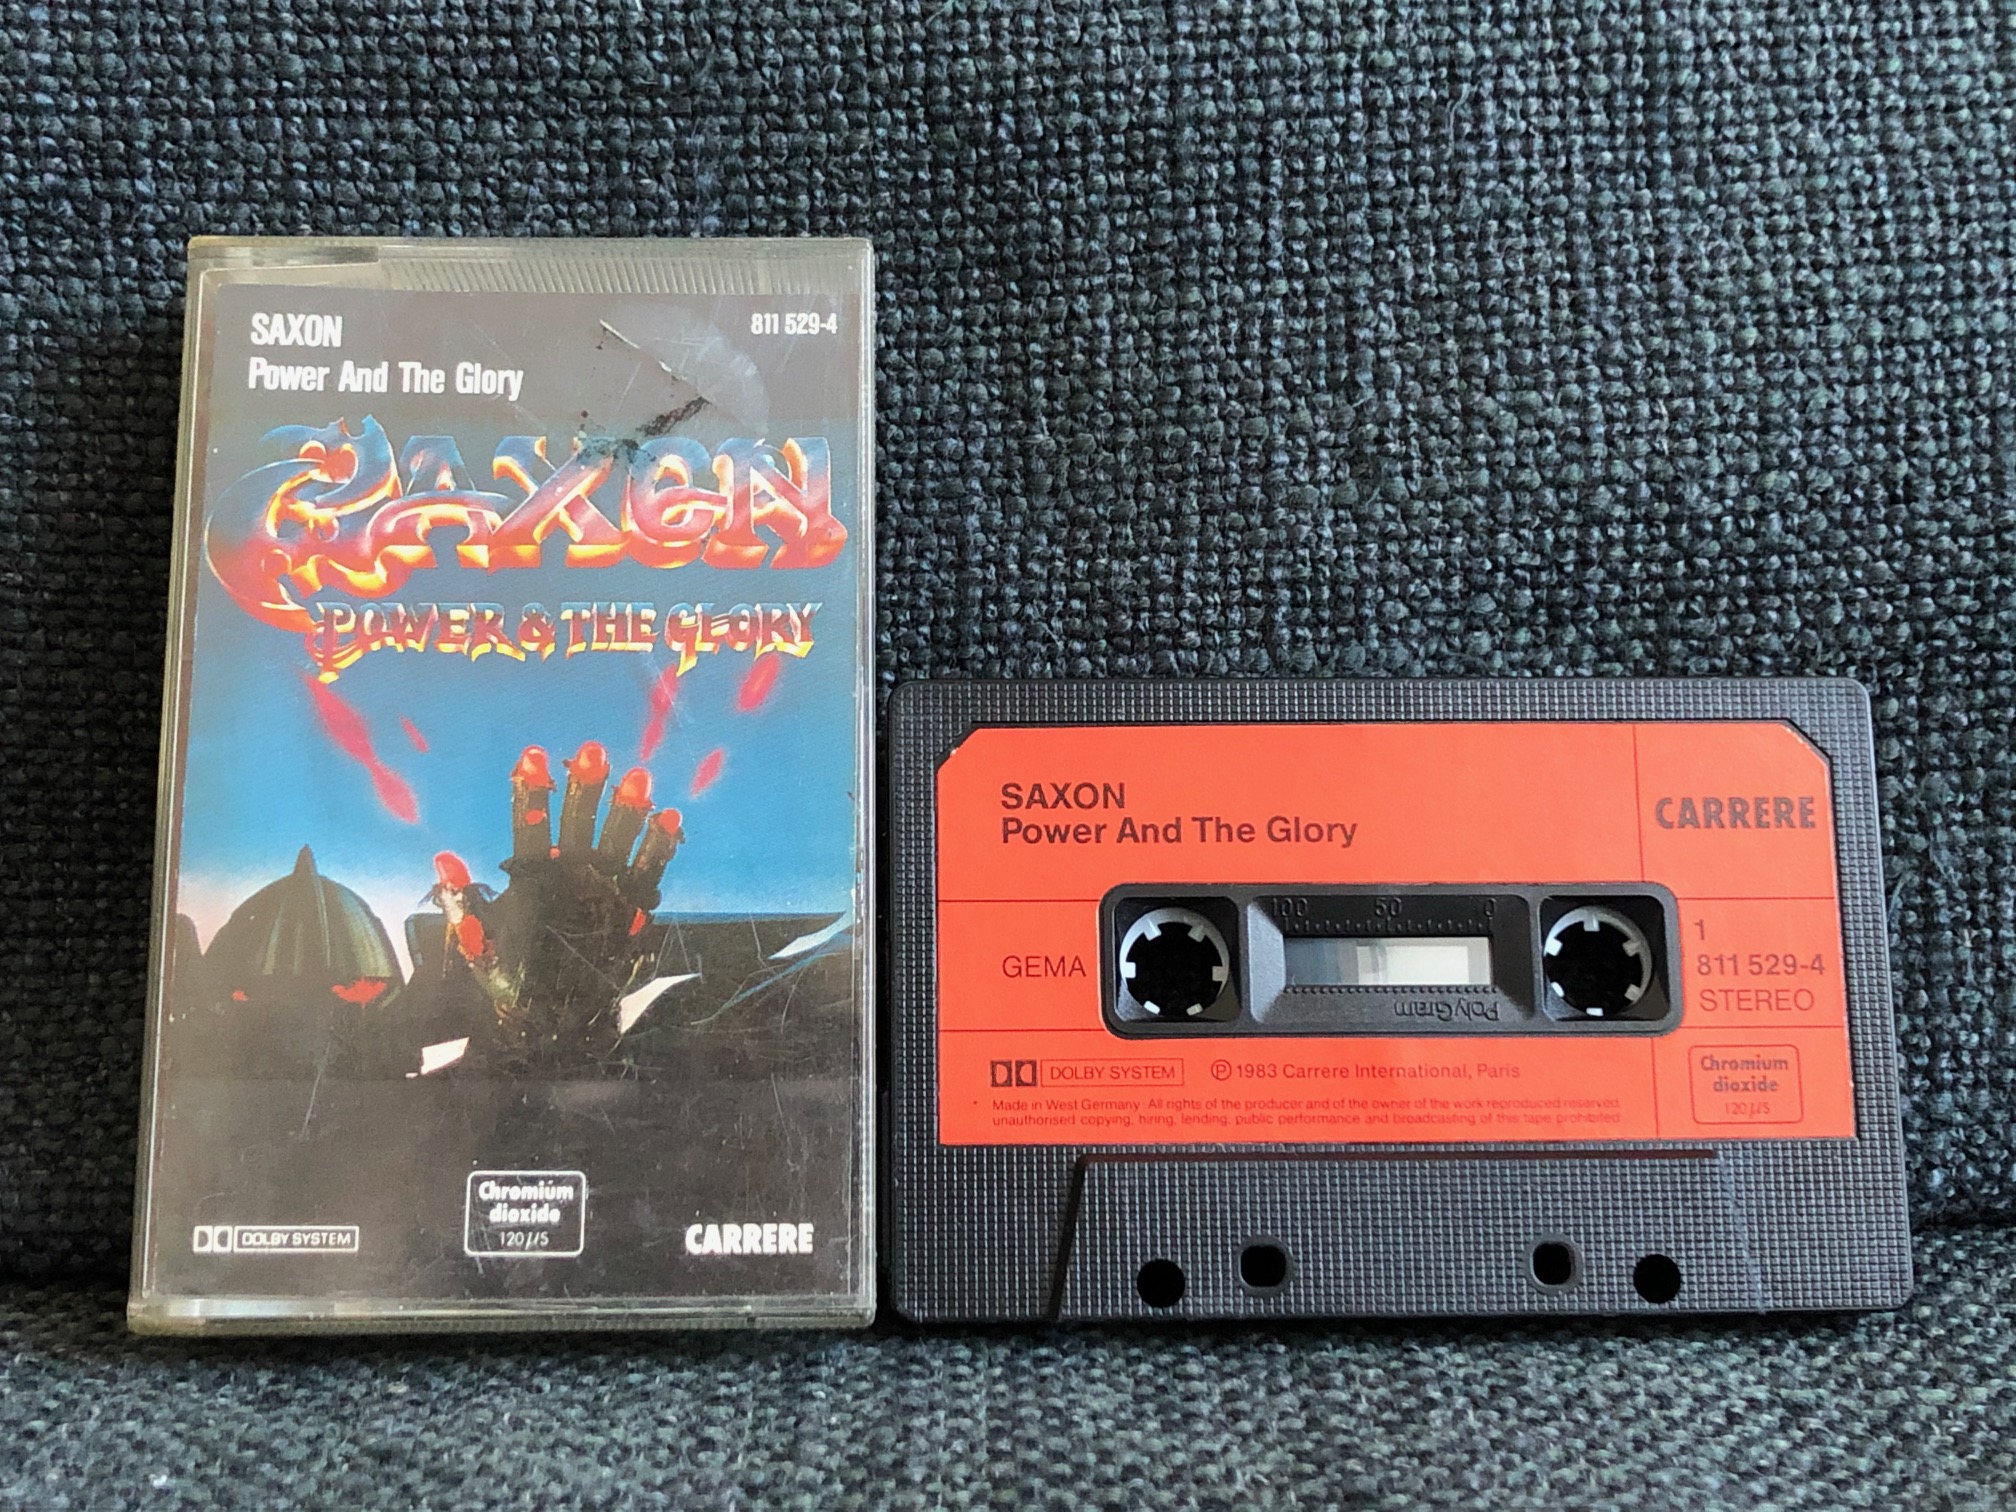 SAXON
811 529-4
Power And The Glory
SAXON
POWER & THE GLORY
DOLBY SYSTEM
Chromium
dioxide
120 µs
CARRERE
SAXON
Power And The Glory
CARRERE
100 50 0
GEMA
1
811 529-4
STEREO
PolyGram
DOLBY SYSTEM
℗ 1983 Carrere International, Paris
Chromium
dioxide
120 µs
Made in West Germany · All rights of the producer and of the owner of the work reproduced reserved.
unauthorised copying, hiring, lending, public performance and broadcasting of this tape prohibited